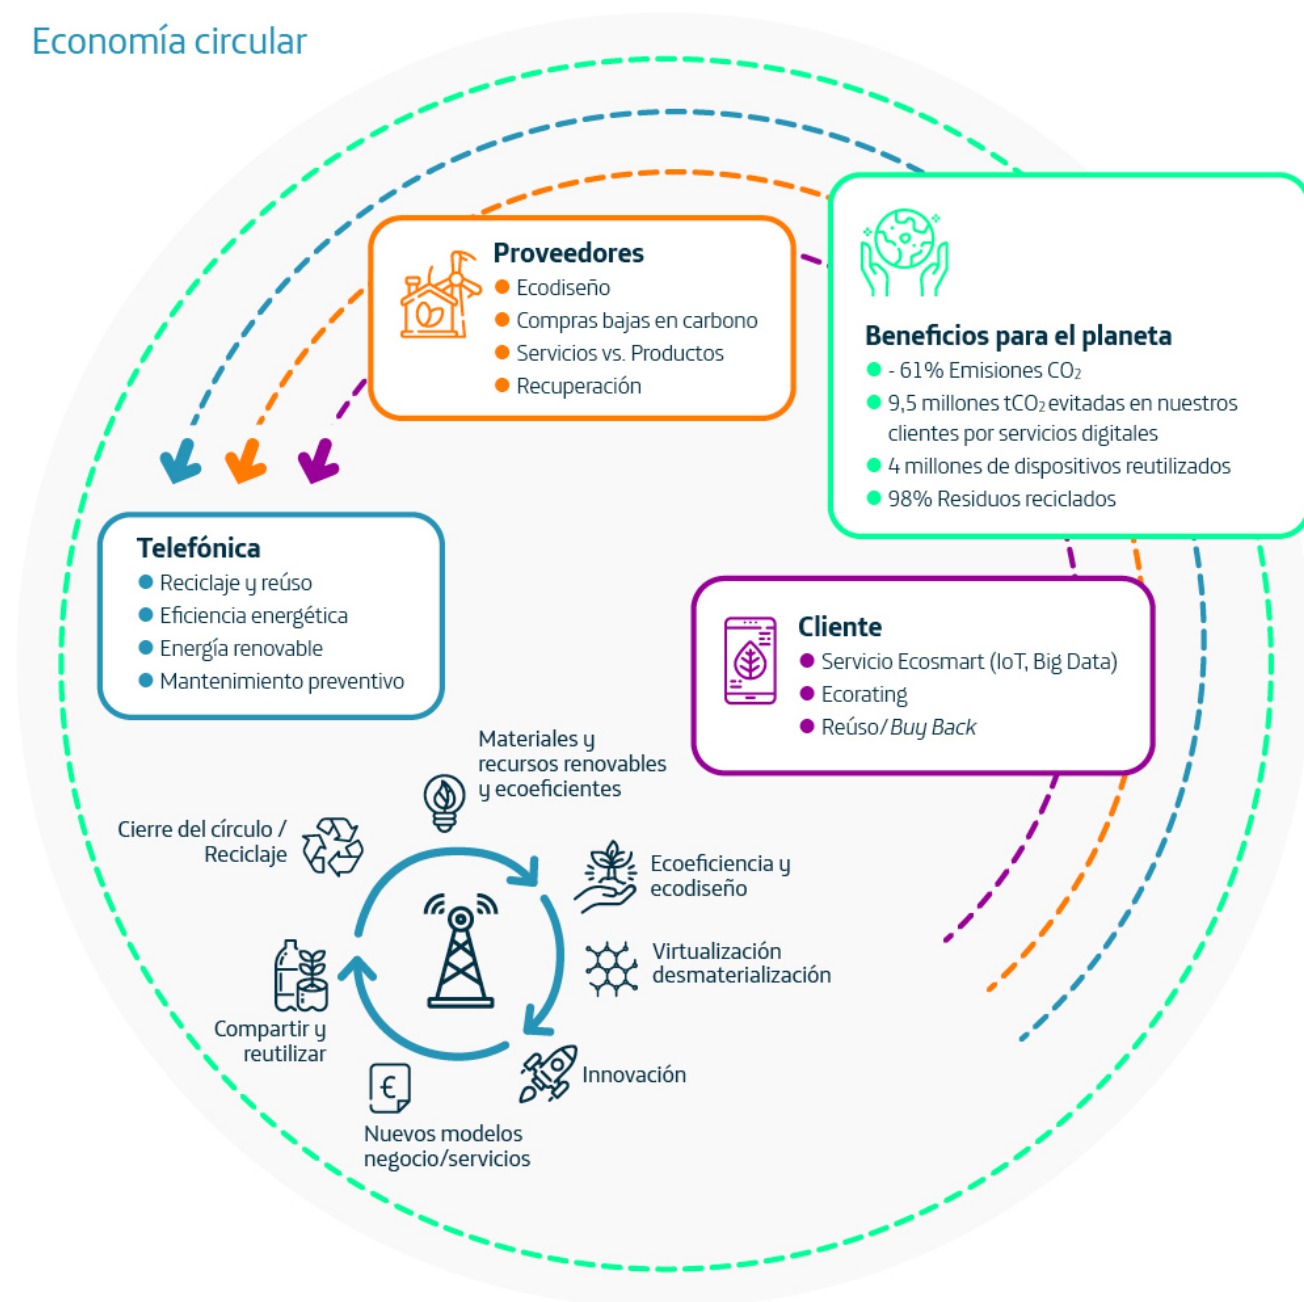 Economía circular
Proveedores
Ecodiseño
Compras bajas en carbono
Servicios vs. Productos
Recuperación
Beneficios para el planeta
- 61% Emisiones CO₂
9,5 millones tCO₂ evitadas en nuestros
clientes por servicios digitales
4 millones de dispositivos reutilizados
98% Residuos reciclados
Telefónica
Reciclaje y reúso
Eficiencia energética
Energía renovable
Mantenimiento preventivo
Cliente
Servicio Ecosmart (IoT, Big Data)
Ecorating
Reúso/Buy Back
Materiales y
recursos renovables
y ecoeficientes
Cierre del círculo /
Reciclaje
Ecoeficiencia y
ecodiseño
Virtualización
desmaterialización
Compartir y
reutilizar
Innovación
€
Nuevos modelos
negocio/servicios